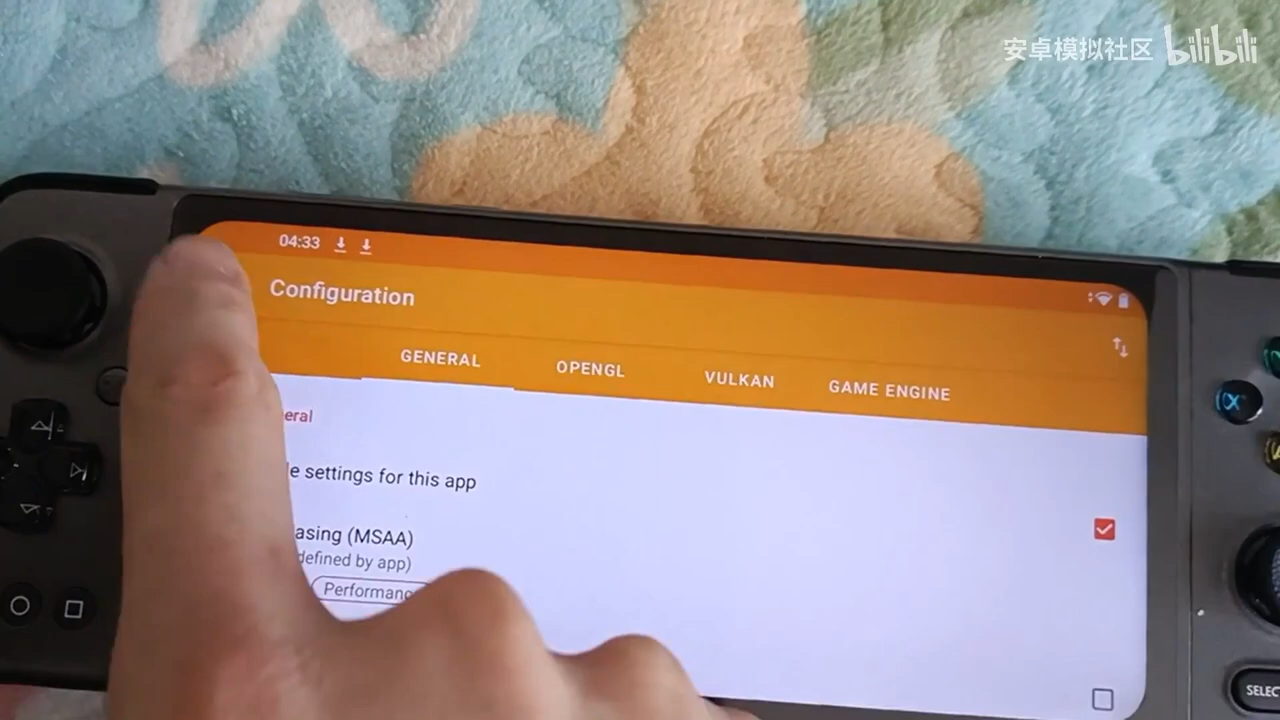 安卓模拟社区 bilibili
04:33
Configuration
GENERAL OPENGL VULKAN GAME ENGINE
eral
le settings for this app
asing (MSAA)
defined by app)
Performanc
X
SELEC